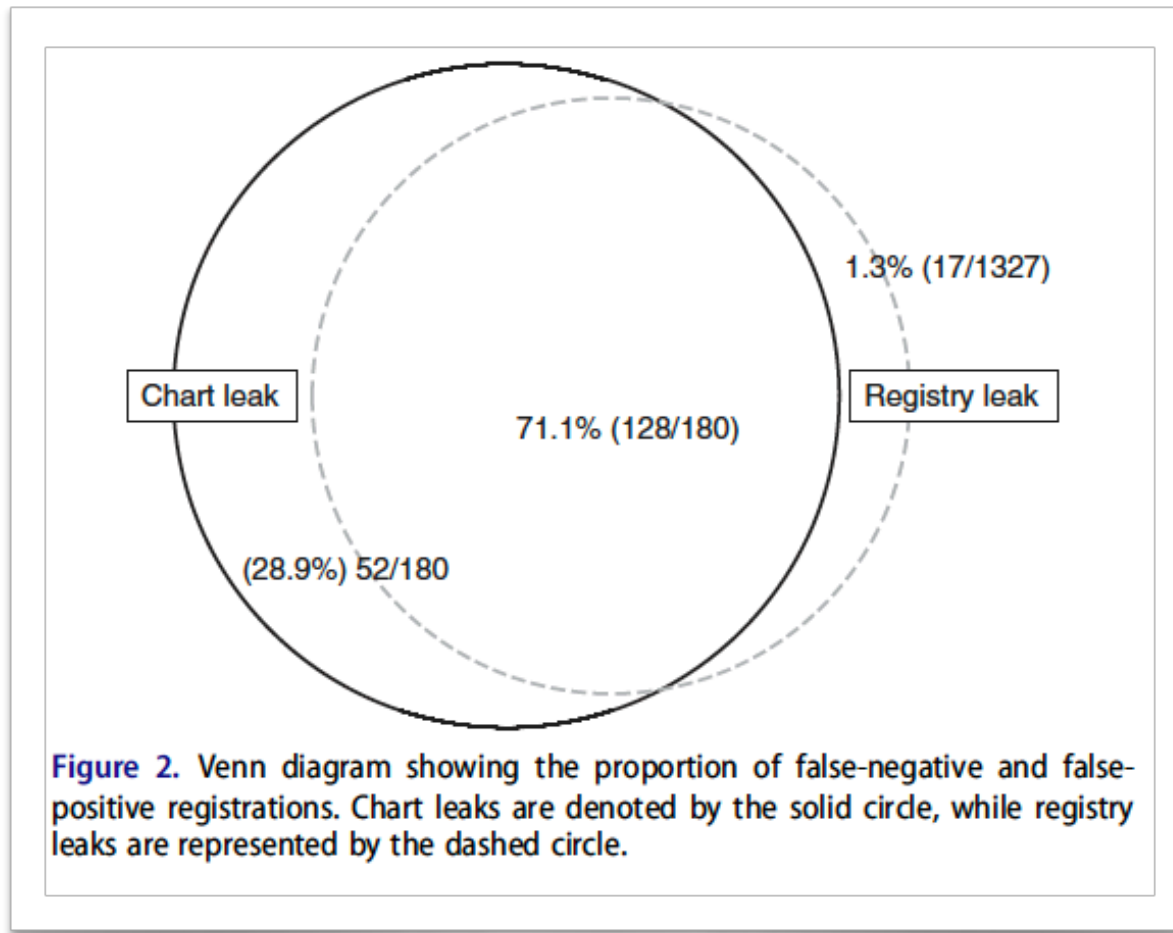 1.3% (17/1327)
Chart leak
Registry leak
71.1% (128/180)
(28.9%) 52/180
Figure 2. Venn diagram showing the proportion of false-negative and false-
positive registrations. Chart leaks are denoted by the solid circle, while registry
leaks are represented by the dashed circle.